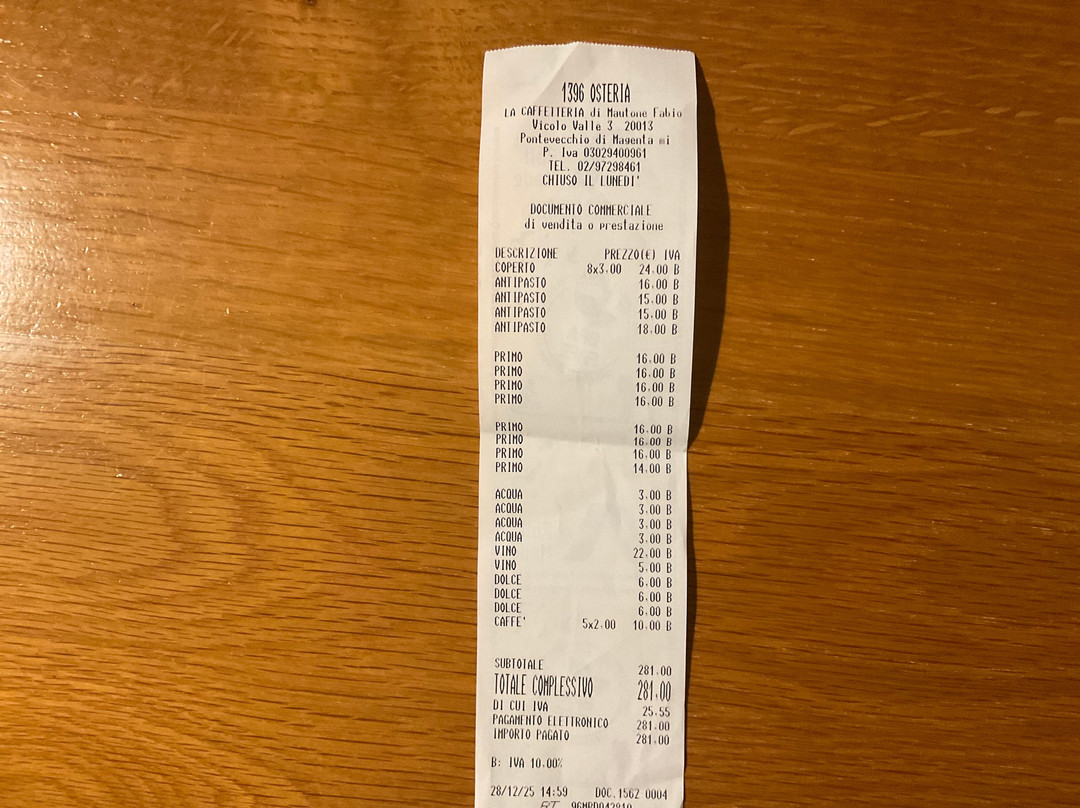 1396 OSTERIA
LA CAFFETTERIA di Mautone Fabio
Vicolo Valle 3 20013
Pontevecchio di Magenta mi
P. Iva 03029400961
TEL. 02/97298461
CHIUSO IL LUNEDI'
DOCUMENTO COMMERCIALE
di vendita o prestazione
DESCRIZIONE PREZZO(€) IVA
COPERTO 8x3.00 24.00 B
ANTIPASTO 16.00 B
ANTIPASTO 15.00 B
ANTIPASTO 15.00 B
ANTIPASTO 18.00 B
PRIMO 16.00 B
PRIMO 16.00 B
PRIMO 16.00 B
PRIMO 16.00 B
PRIMO 16.00 B
PRIMO 16.00 B
PRIMO 16.00 B
PRIMO 14.00 B
ACQUA 3.00 B
ACQUA 3.00 B
ACQUA 3.00 B
ACQUA 3.00 B
VINO 22.00 B
VINO 5.00 B
DOLCE 6.00 B
DOLCE 6.00 B
DOLCE 6.00 B
CAFFE' 5x2.00 10.00 B
SUBTOTALE 281.00
TOTALE COMPLESSIVO 281.00
DI CUI IVA 25.55
PAGAMENTO ELETTRONICO 281.00
IMPORTO PAGATO 281.00
B: IVA 10.00%
28/12/25 14:59 DOC.1562 0004
RT